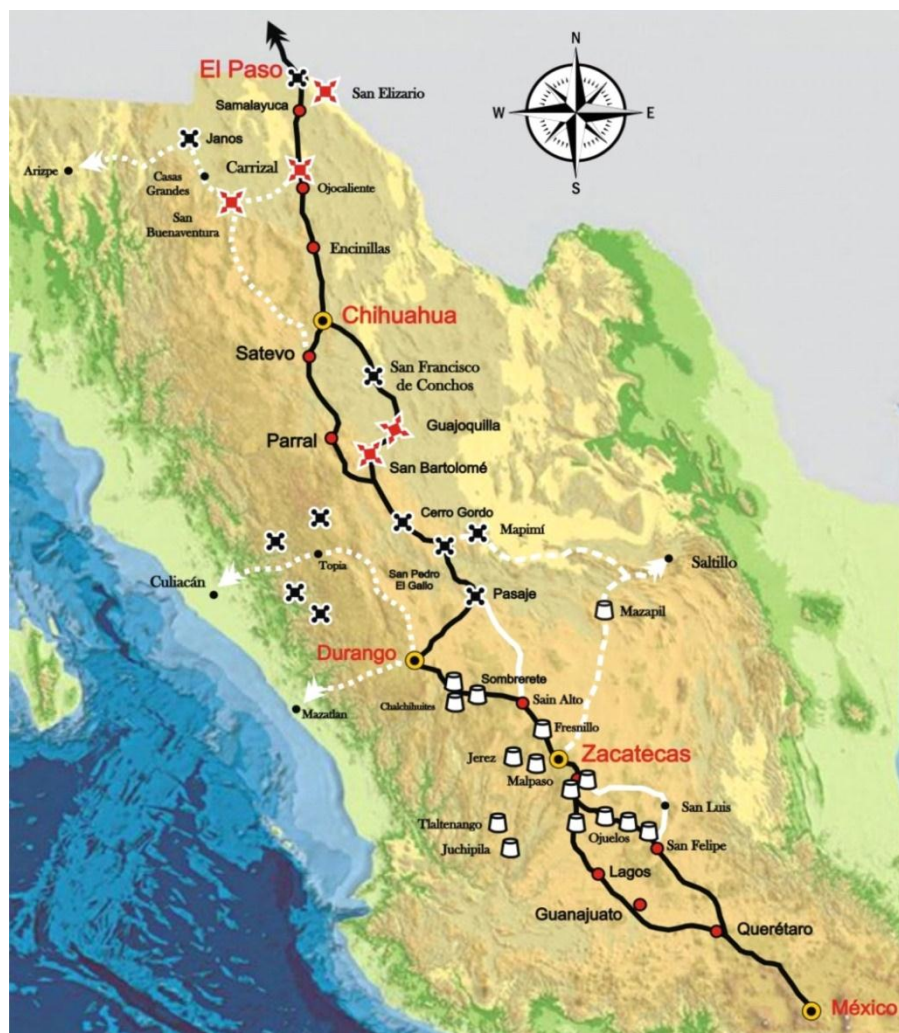 N
W
E
S
El Paso
San Elizario
Samalayuca
Janos
Carrizal
Arizpe
Casas
Grandes
Ojocaliente
San
Buenaventura
Encinillas
Chihuahua
Satevo
San Francisco
de Conchos
Guajoquilla
Parral
San Bartolomé
Cerro Gordo
Mapimí
Topia
San Pedro
El Gallo
Saltillo
Culiacán
Pasaje
Mazapil
Durango
Sombrerete
Chalchihuites
Sain Alto
Mazatlan
Fresnillo
Jerez
Zacatecas
Malpaso
San Luis
Tlaltenango
Ojuelos
San Felipe
Juchipila
Lagos
Guanajuato
Querétaro
México